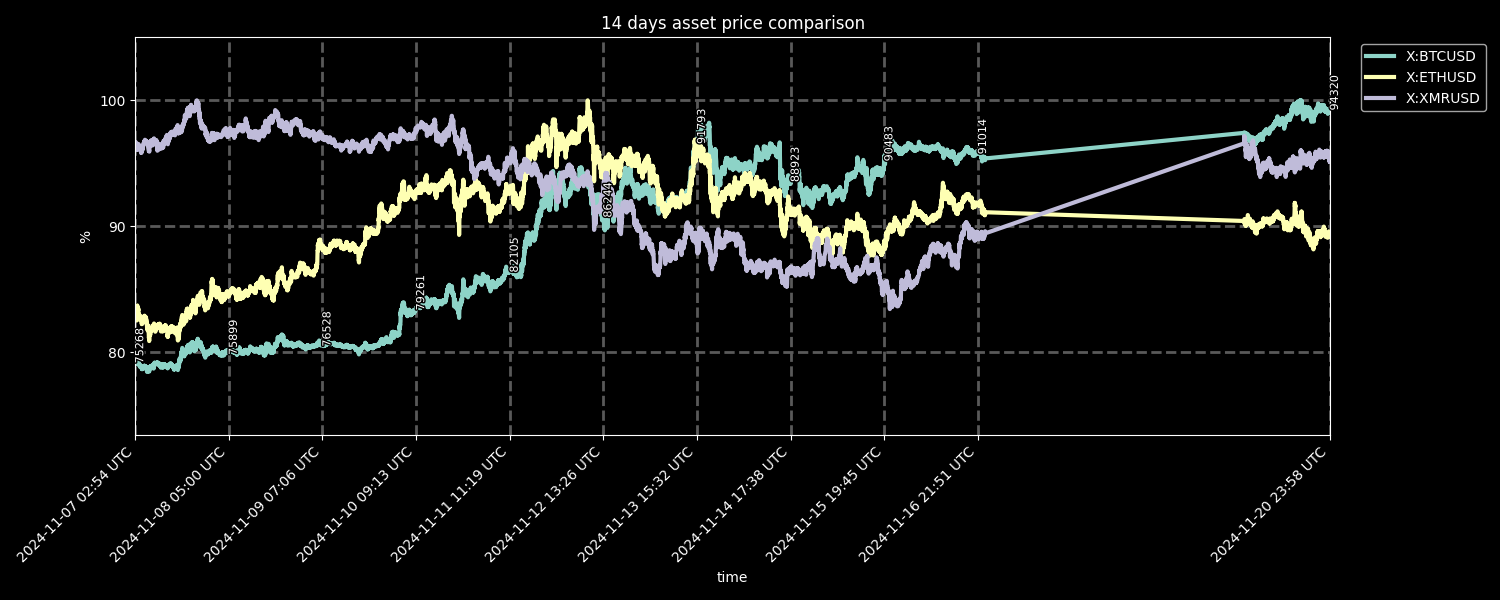 14 days asset price comparison
X:BTCUSD
X:ETHUSD
X:XMRUSD
100
90
80
%
75268
75899
76528
79261
82105
86244
91793
88923
90483
91014
94320
2024-11-07 02:54 UTC
2024-11-08 05:00 UTC
2024-11-09 07:06 UTC
2024-11-10 09:13 UTC
2024-11-11 11:19 UTC
2024-11-12 13:26 UTC
2024-11-13 15:32 UTC
2024-11-14 17:38 UTC
2024-11-15 19:45 UTC
2024-11-16 21:51 UTC
2024-11-20 23:58 UTC
time